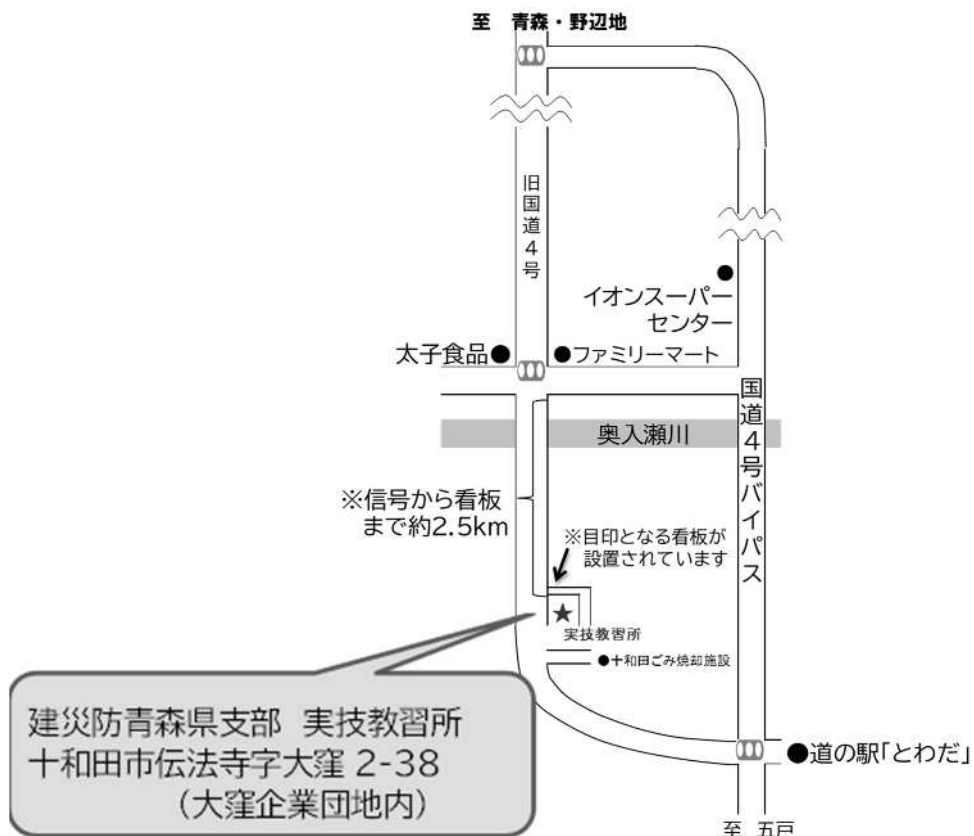 至　青森・野辺地
旧国道４号
イオンスーパー
センター
太子食品●
●ファミリーマート
国道４号バイパス
奥入瀬川
※信号から看板
まで約2.5km
※目印となる看板が
設置されています
★
実技教習所
●十和田ごみ焼却施設
建災防青森県支部　実技教習所
十和田市伝法寺字大窪 2-38
（大窪企業団地内）
●道の駅「とわだ」
至　五戸